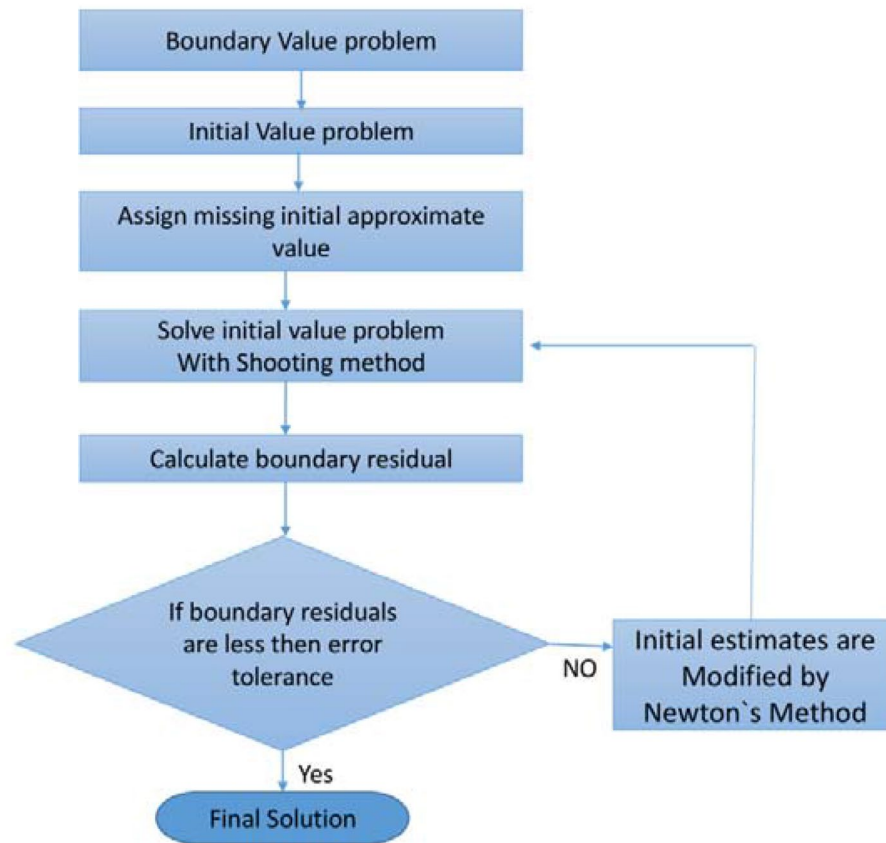 Boundary Value problem
Initial Value problem
Assign missing initial approximate
value
Solve initial value problem
With Shooting method
Calculate boundary residual
If boundary residuals
are less then error
tolerance
NO
Initial estimates are
Modified by
Newton`s Method
Yes
Final Solution